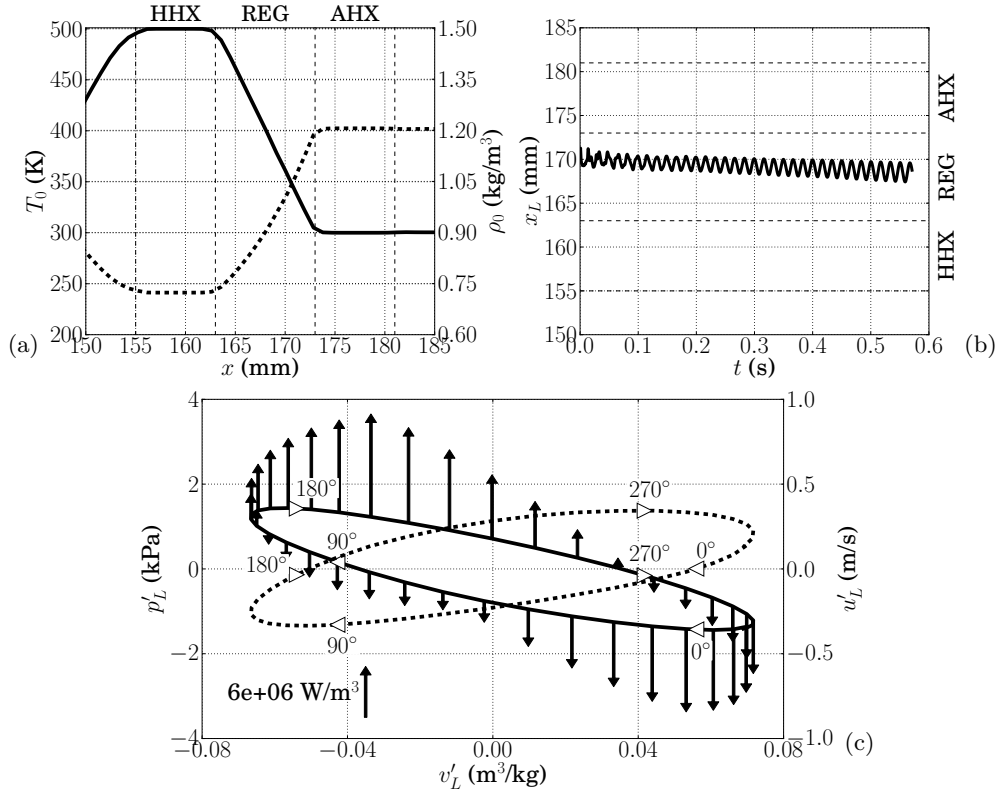 HHX REG AHX
500 450 400 350 300 250 200
T₀ (K)
1.50 1.35 1.20 1.05 0.90 0.75 0.60
ρ₀ (kg/m³)
150 155 160 165 170 175 180 185
x (mm)
(a)
185 180 175 170 165 160 155 150
x_L (mm)
AHX
REG
HHX
0.0 0.1 0.2 0.3 0.4 0.5 0.6
t (s)
(b)
4 2 0 −2 −4
p′_L (kPa)
1.0 0.5 0.0 −0.5 −1.0
u′_L (m/s)
180°
270°
90°
270°
0°
180°
90°
0°
6e+06 W/m³
−0.08 −0.04 0.00 0.04 0.08
v′_L (m³/kg)
(c)